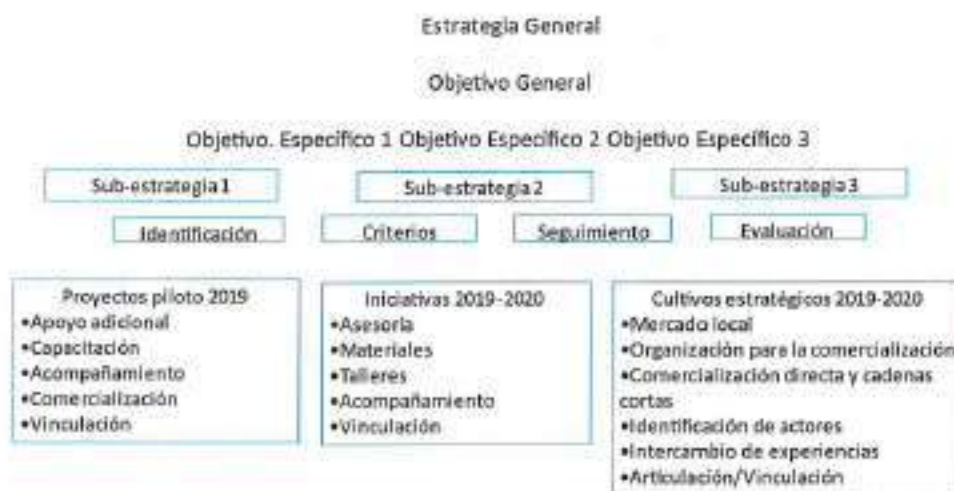 Estrategia General
Objetivo General
Objetivo. Específico 1 Objetivo Específico 2 Objetivo Específico 3
Sub-estrategia 1
Sub-estrategia 2
Sub-estrategia 3
Identificación
Criterios
Seguimiento
Evaluación
Proyectos piloto 2019
•Apoyo adicional
•Capacitación
•Acompañamiento
•Comercialización
•Vinculación
Iniciativas 2019-2020
•Asesoría
•Materiales
•Talleres
•Acompañamiento
•Vinculación
Cultivos estratégicos 2019-2020
•Mercado local
•Organización para la comercialización
•Comercialización directa y cadenas
cortas
•Identificación de actores
•Intercambio de experiencias
•Articulación/Vinculación